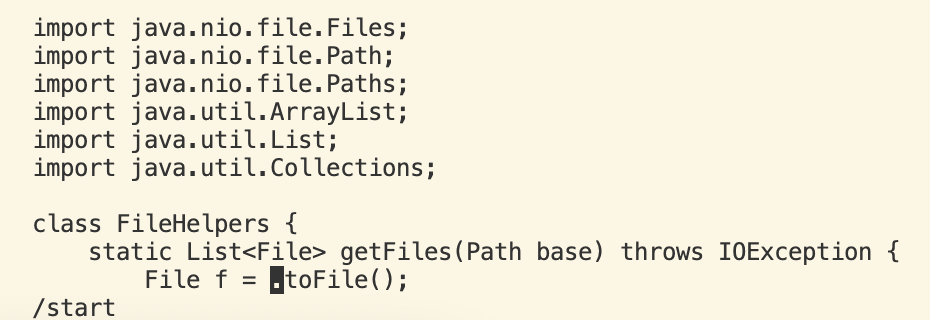 import java.nio.file.Files;
import java.nio.file.Path;
import java.nio.file.Paths;
import java.util.ArrayList;
import java.util.List;
import java.util.Collections;
class FileHelpers {
    static List<File> getFiles(Path base) throws IOException {
        File f = .toFile();
/start